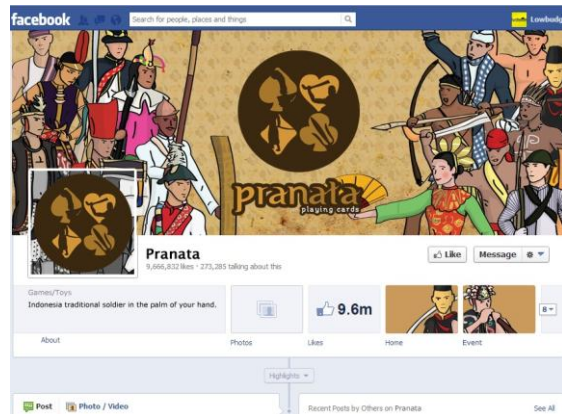 facebook
Search for people, places and things
Lowbudg
pranata
playing cards
Pranata
9,666,832 likes · 273,285 talking about this
Like
Message
Games/Toys
Indonesia traditional soldier in the palm of your hand.
9.6m
8
About
Photos
Likes
Home
Event
Highlights
Post
Photo / Video
Recent Posts by Others on Pranata
See All